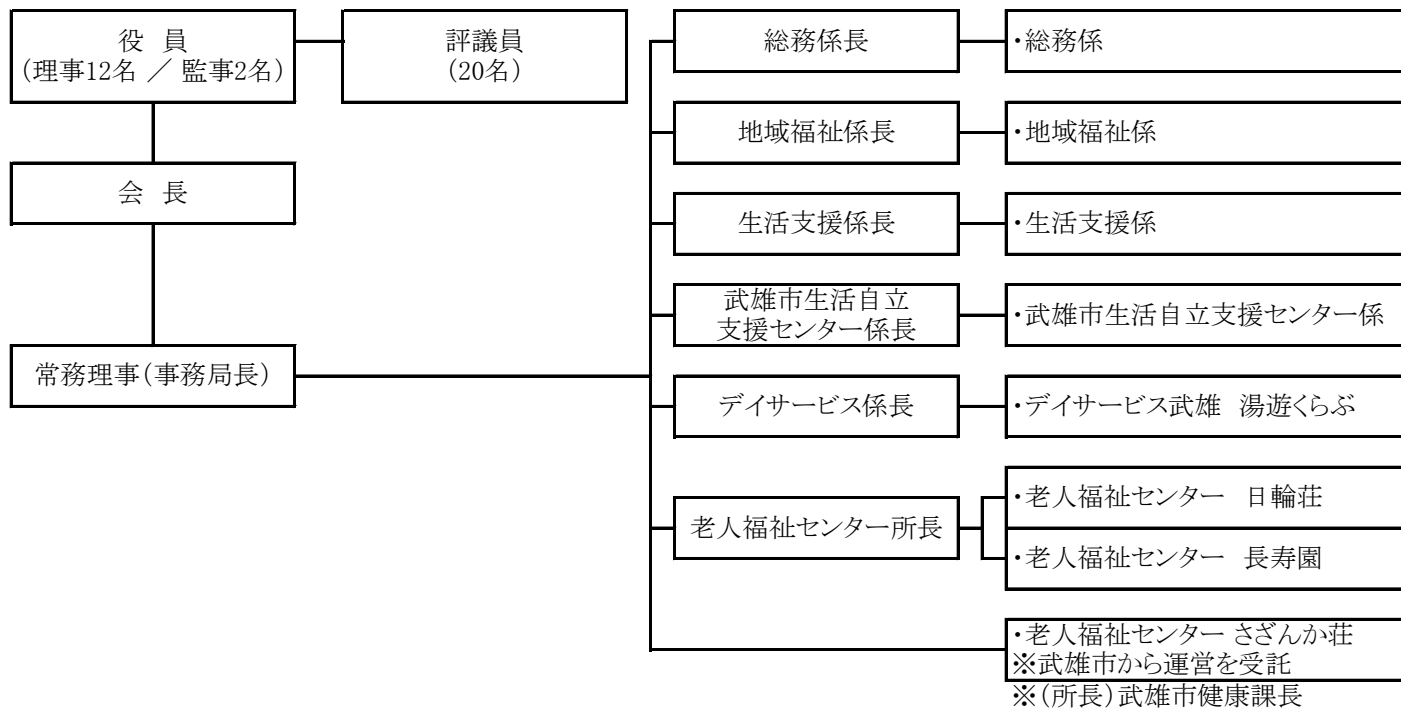 役 員
(理事12名 ／ 監事2名)
評議員
(20名)
会 長
常務理事(事務局長)
総務係長
・総務係
地域福祉係長
・地域福祉係
生活支援係長
・生活支援係
武雄市生活自立
支援センター係長
・武雄市生活自立支援センター係
デイサービス係長
・デイサービス武雄 湯遊くらぶ
老人福祉センター所長
・老人福祉センター 日輪荘
・老人福祉センター 長寿園
・老人福祉センター さざんか荘
※武雄市から運営を受託
※(所長)武雄市健康課長